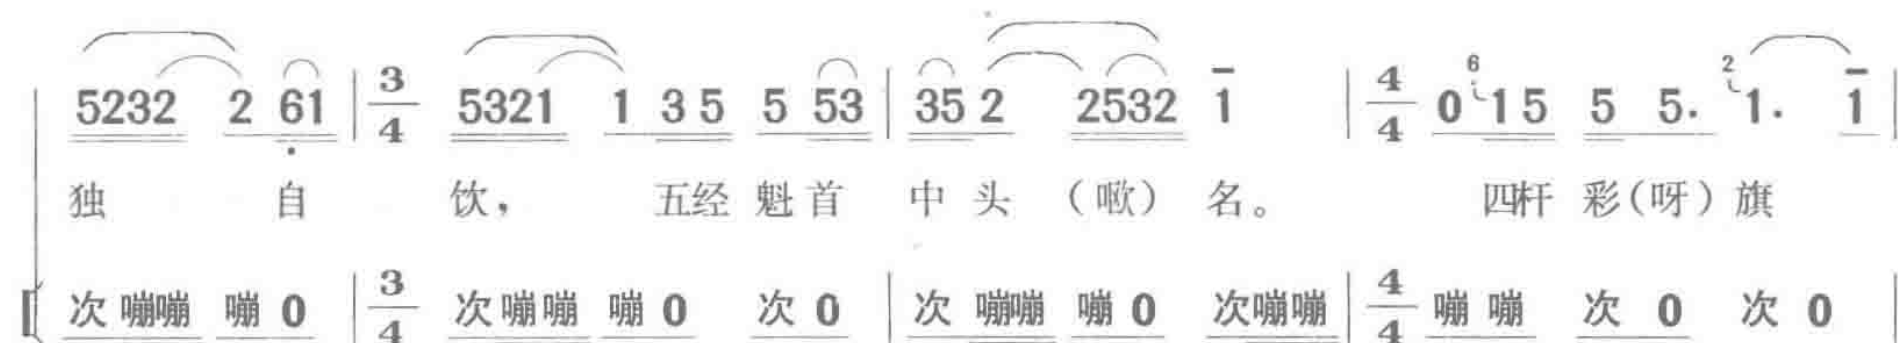 5232 2 61 | 3/4 5321 1 35 5 53 | 35 2 2532 1 | 4/4 0 6 15 5 5. 2 1. 1 |
独 自 饮， 五经 魁首 中 头 （噷） 名。 四杆 彩（呀）旗
次 嘣嘣 嘣 0 | 3/4 次 嘣嘣 嘣 0 次 0 | 次 嘣嘣 嘣 0 次嘣嘣 | 4/4 嘣 嘣 次 0 次 0